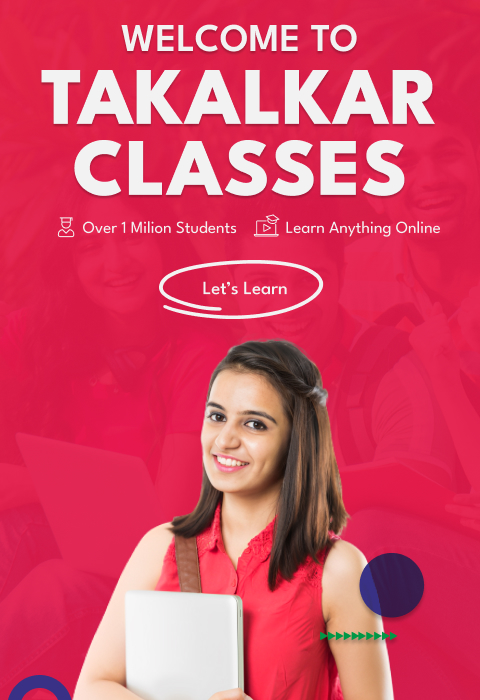 WELCOME TO
TAKALKAR
CLASSES
Over 1 Milion Students Learn Anything Online
Let's Learn